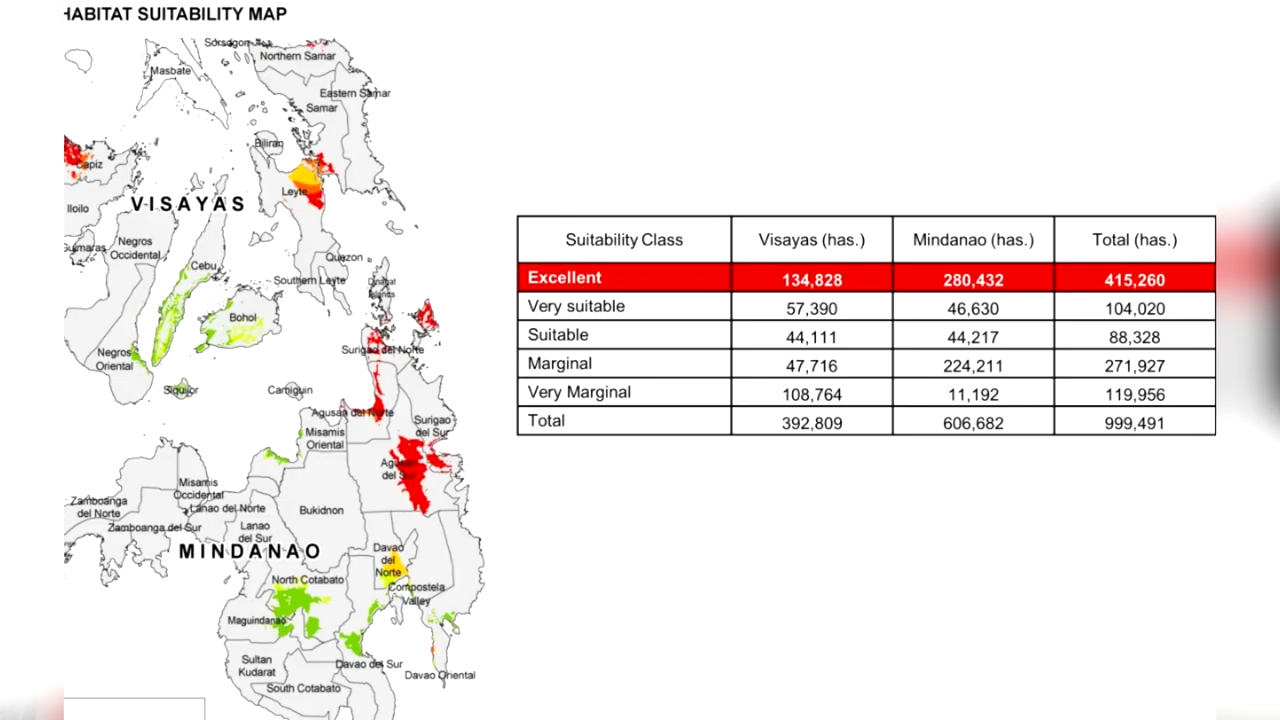 HABITAT SUITABILITY MAP
Sorsogon
Northern Samar
Masbate
Eastern Samar
Samar
Biliran
Capiz
Leyte
VISAYAS
Iloilo
Guimaras
Negros
Occidental
Cebu
Quezon
Southern Leyte
Dinagat
Islands
Bohol
Surigao del Norte
Negros
Oriental
Siquijor
Camiguin
Agusan del Norte
Surigao
del Sur
Misamis
Oriental
Agusan
del Sur
Misamis
Occidental
Zamboanga
del Norte
Lanao del Norte
Bukidnon
Zamboanga del Sur
Lanao
del Sur
MINDANAO
Davao
del
Norte
North Cotabato
Compostela
Valley
Maguindanao
Sultan
Kudarat
Davao del Sur
Davao Oriental
South Cotabato
Suitability Class Visayas (has.) Mindanao (has.) Total (has.)
Excellent 134,828 280,432 415,260
Very suitable 57,390 46,630 104,020
Suitable 44,111 44,217 88,328
Marginal 47,716 224,211 271,927
Very Marginal 108,764 11,192 119,956
Total 392,809 606,682 999,491